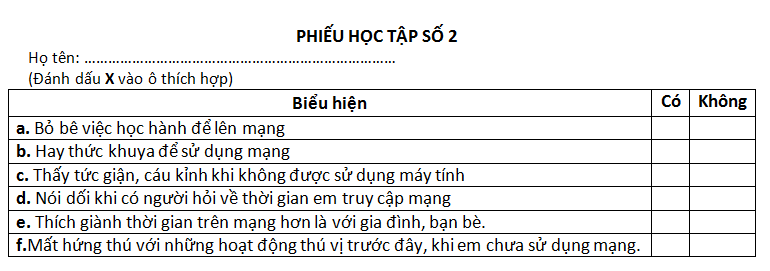 PHIẾU HỌC TẬP SỐ 2
Họ tên: ……………………………………………………………………
(Đánh dấu X vào ô thích hợp)
Biểu hiện Có Không
a. Bỏ bê việc học hành để lên mạng
b. Hay thức khuya để sử dụng mạng
c. Thấy tức giận, cáu kỉnh khi không được sử dụng máy tính
d. Nói dối khi có người hỏi về thời gian em truy cập mạng
e. Thích giành thời gian trên mạng hơn là với gia đình, bạn bè.
f.Mất hứng thú với những hoạt động thú vị trước đây, khi em chưa sử dụng mạng.